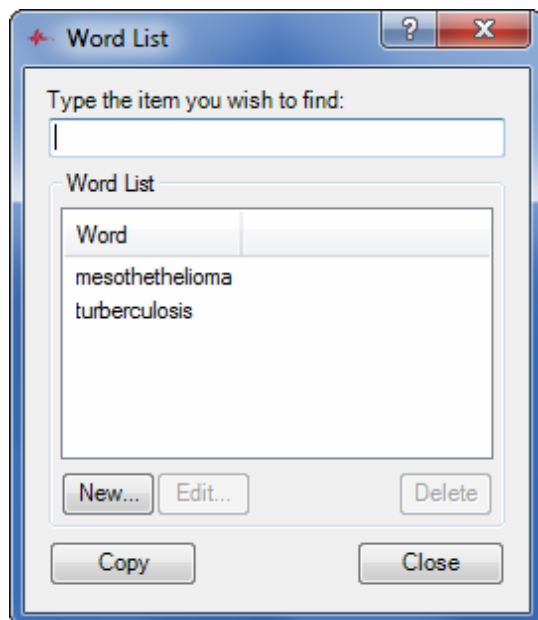 Word List
Type the item you wish to find:
Word List
Word
mesothethelioma
turberculosis
New... Edit... Delete
Copy Close